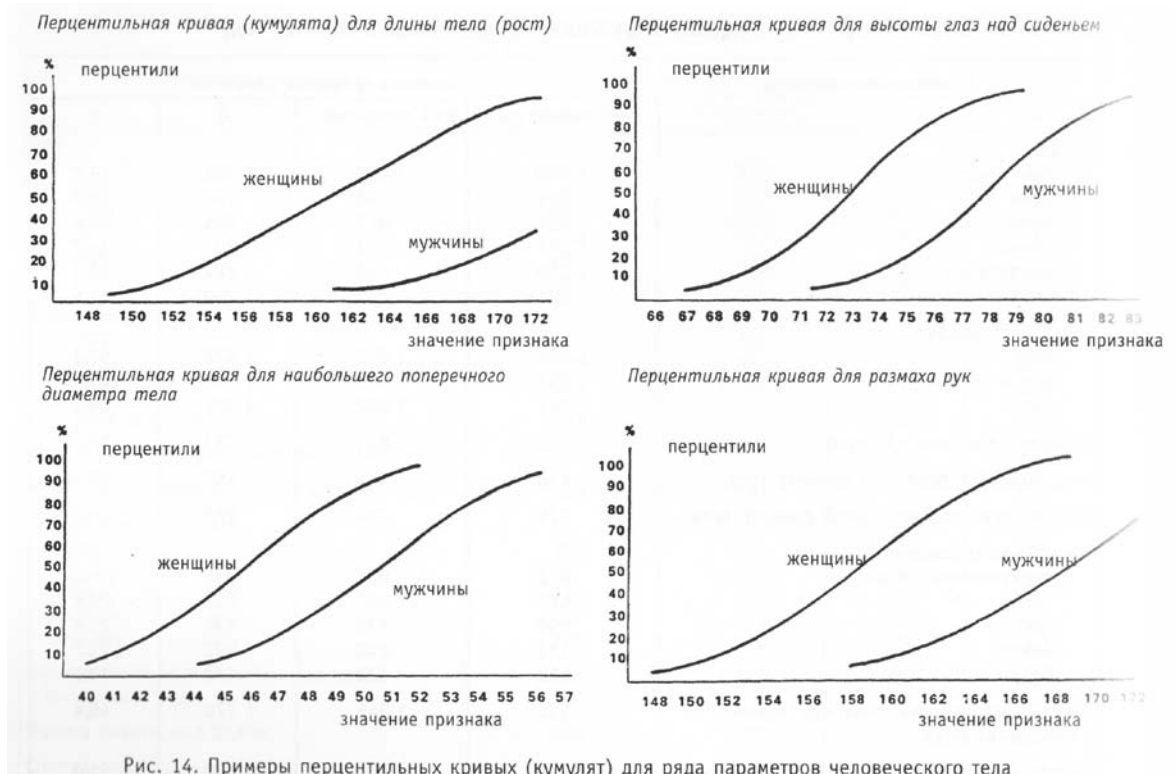 Перцентильная кривая (кумулята) для длины тела (рост)
%
перцентили
100
90
80
70
60
50
40
30
20
10
женщины
мужчины
148 150 152 154 156 158 160 162 164 166 168 170 172
значение признака
Перцентильная кривая для высоты глаз над сиденьем
%
перцентили
100
90
80
70
60
50
40
30
20
10
женщины
мужчины
66 67 68 69 70 71 72 73 74 75 76 77 78 79 80 81 82 83
значение признака
Перцентильная кривая для наибольшего поперечного
диаметра тела
%
перцентили
100
90
80
70
60
50
40
30
20
10
женщины
мужчины
40 41 42 43 44 45 46 47 48 49 50 51 52 53 54 55 56 57
значение признака
Перцентильная кривая для размаха рук
%
перцентили
100
90
80
70
60
50
40
30
20
10
женщины
мужчины
148 150 152 154 156 158 160 162 164 166 168 170 172
значение признака
Рис. 14. Примеры перцентильных кривых (кумулят) для ряда параметров человеческого тела